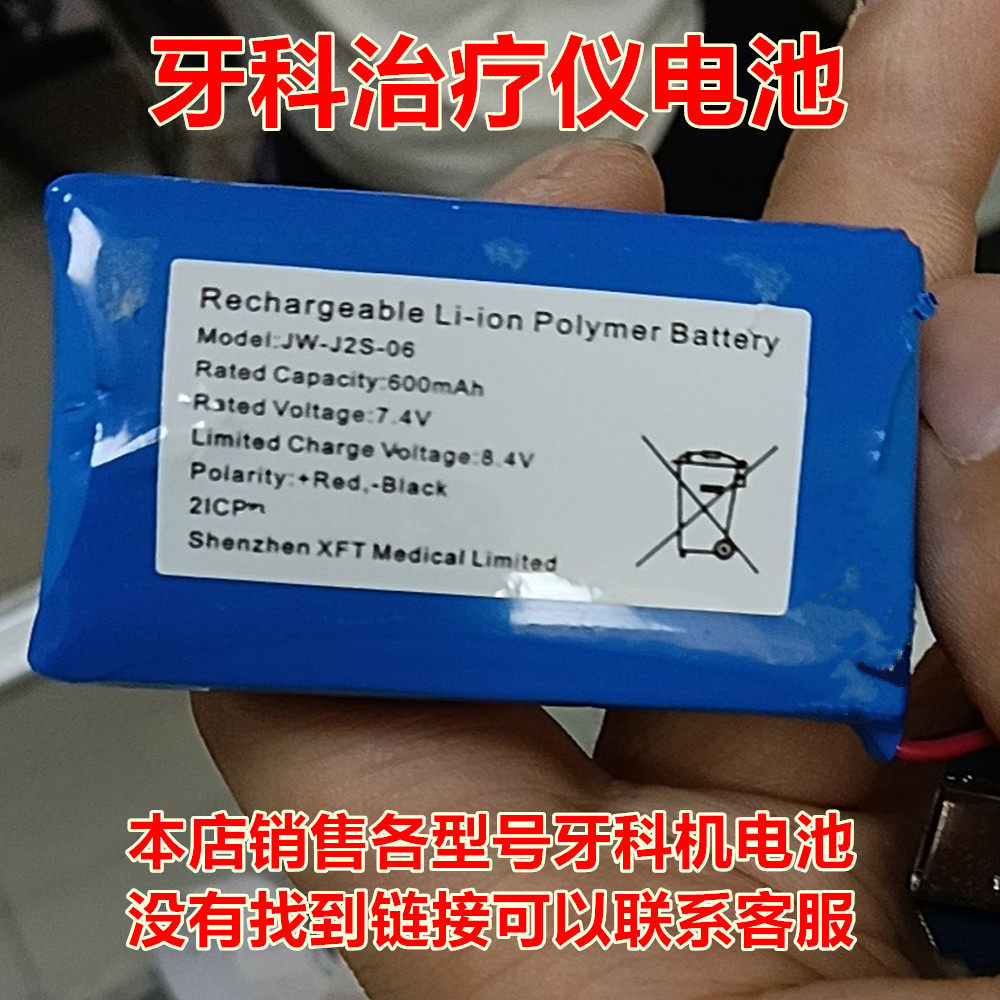 牙科治疗仪电池
Rechargeable Li-ion Polymer Battery
Model:JW-J2S-06
Rated Capacity:600mAh
Rated Voltage:7.4V
Limited Charge Voltage:8.4V
Polarity:+Red,-Black
2ICP
Shenzhen XFT Medical Limited
本店销售各型号牙科机电池
没有找到链接可以联系客服